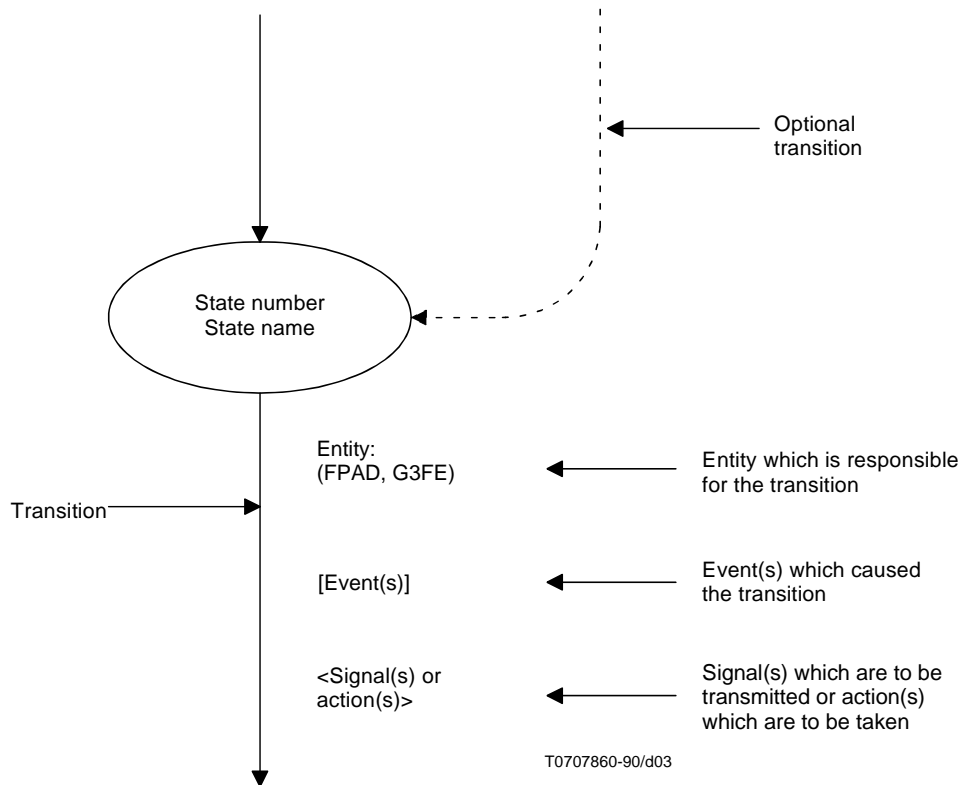 Optional
transition
State number
State name
Entity:
(FPAD, G3FE)
Entity which is responsible
for the transition
Transition
[Event(s)]
Event(s) which caused
the transition
<Signal(s) or
action(s)>
Signal(s) which are to be
transmitted or action(s)
which are to be taken
T0707860-90/d03